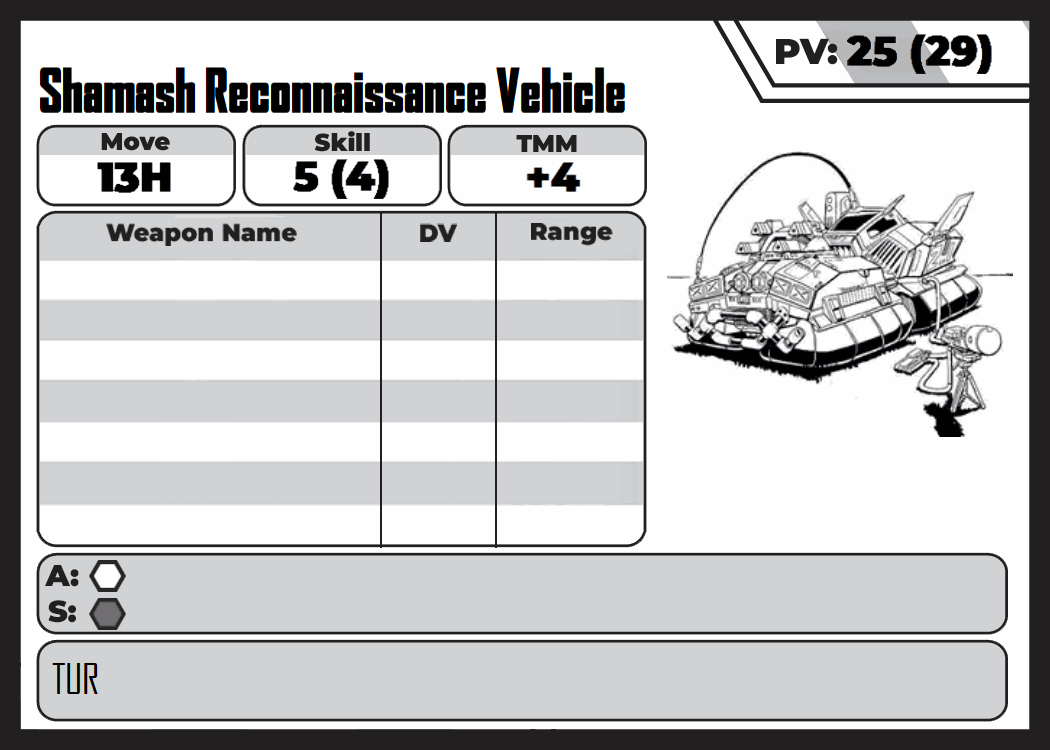 PV: 25 (29)
Shamash Reconnaissance Vehicle
Move Skill TMM
13H 5 (4) +4
Weapon Name DV Range
A:
S:
TUR